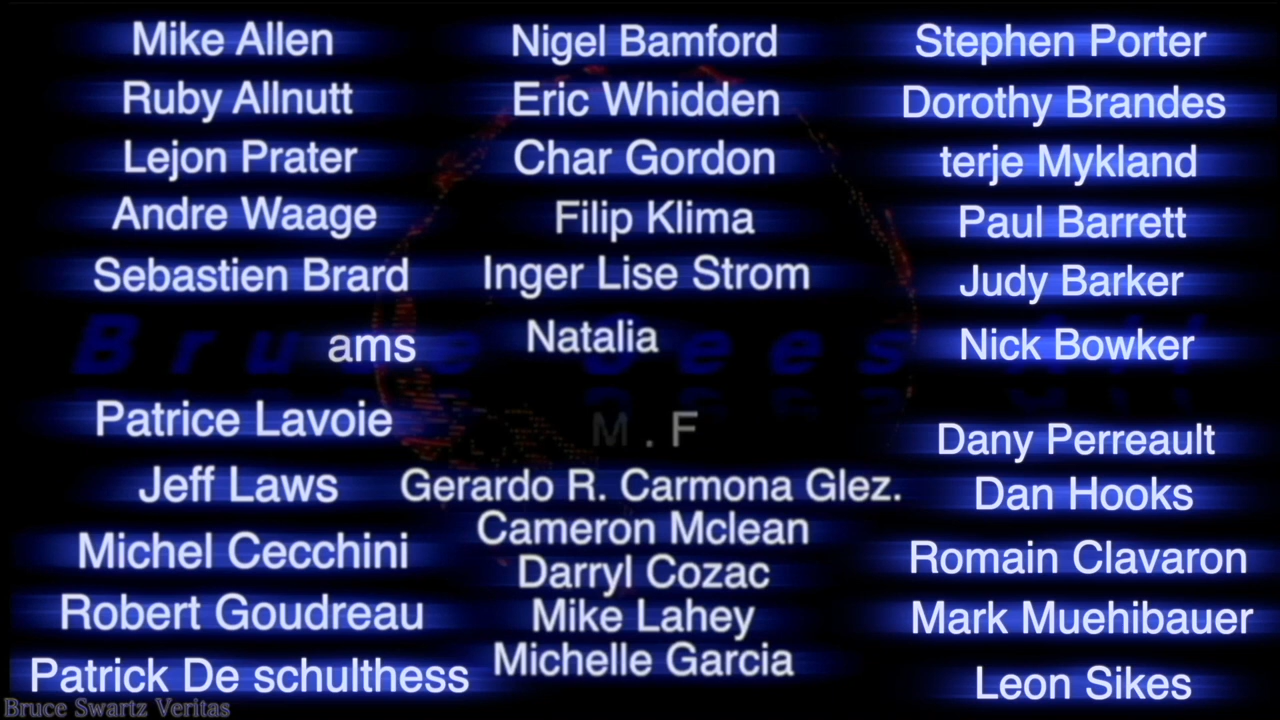 Mike Allen
Ruby Allnutt
Lejon Prater
Andre Waage
Sebastien Brard
ams
Patrice Lavoie
Jeff Laws
Michel Cecchini
Robert Goudreau
Patrick De schulthess
Nigel Bamford
Eric Whidden
Char Gordon
Filip Klima
Inger Lise Strom
Natalia
M . F
Gerardo R. Carmona Glez.
Cameron Mclean
Darryl Cozac
Mike Lahey
Michelle Garcia
Stephen Porter
Dorothy Brandes
terje Mykland
Paul Barrett
Judy Barker
Nick Bowker
Dany Perreault
Dan Hooks
Romain Clavaron
Mark Muehibauer
Leon Sikes
Bruce Sees
Bruce Swartz Veritas